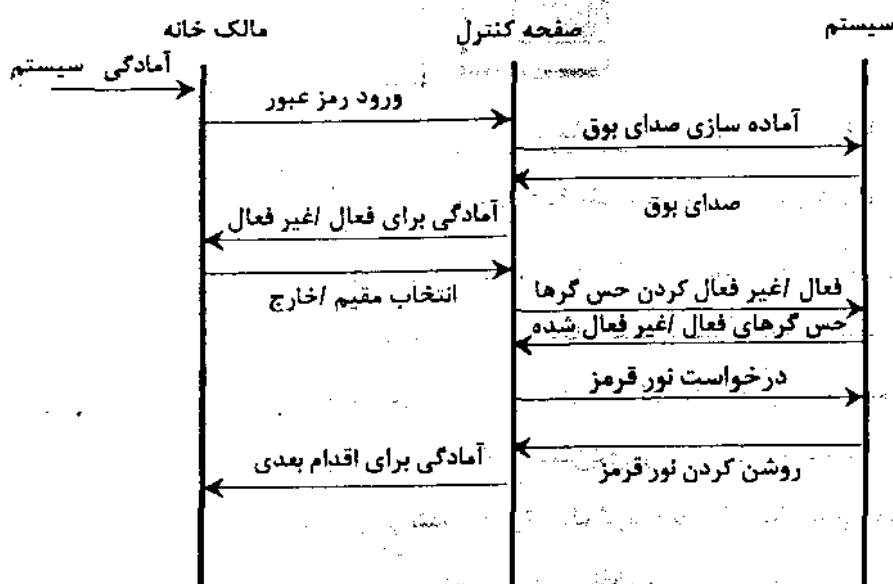 مالک خانه
صفحه کنترل
سیستم
آمادگی سیستم
ورود رمز عبور
آماده سازی صدای بوق
صدای بوق
آمادگی برای فعال /غیر فعال
انتخاب مقیم /خارج
فعال /غیر فعال کردن حس گرها
حس گرهای فعال /غیر فعال شده
درخواست نور قرمز
روشن کردن نور قرمز
آمادگی برای اقدام بعدی